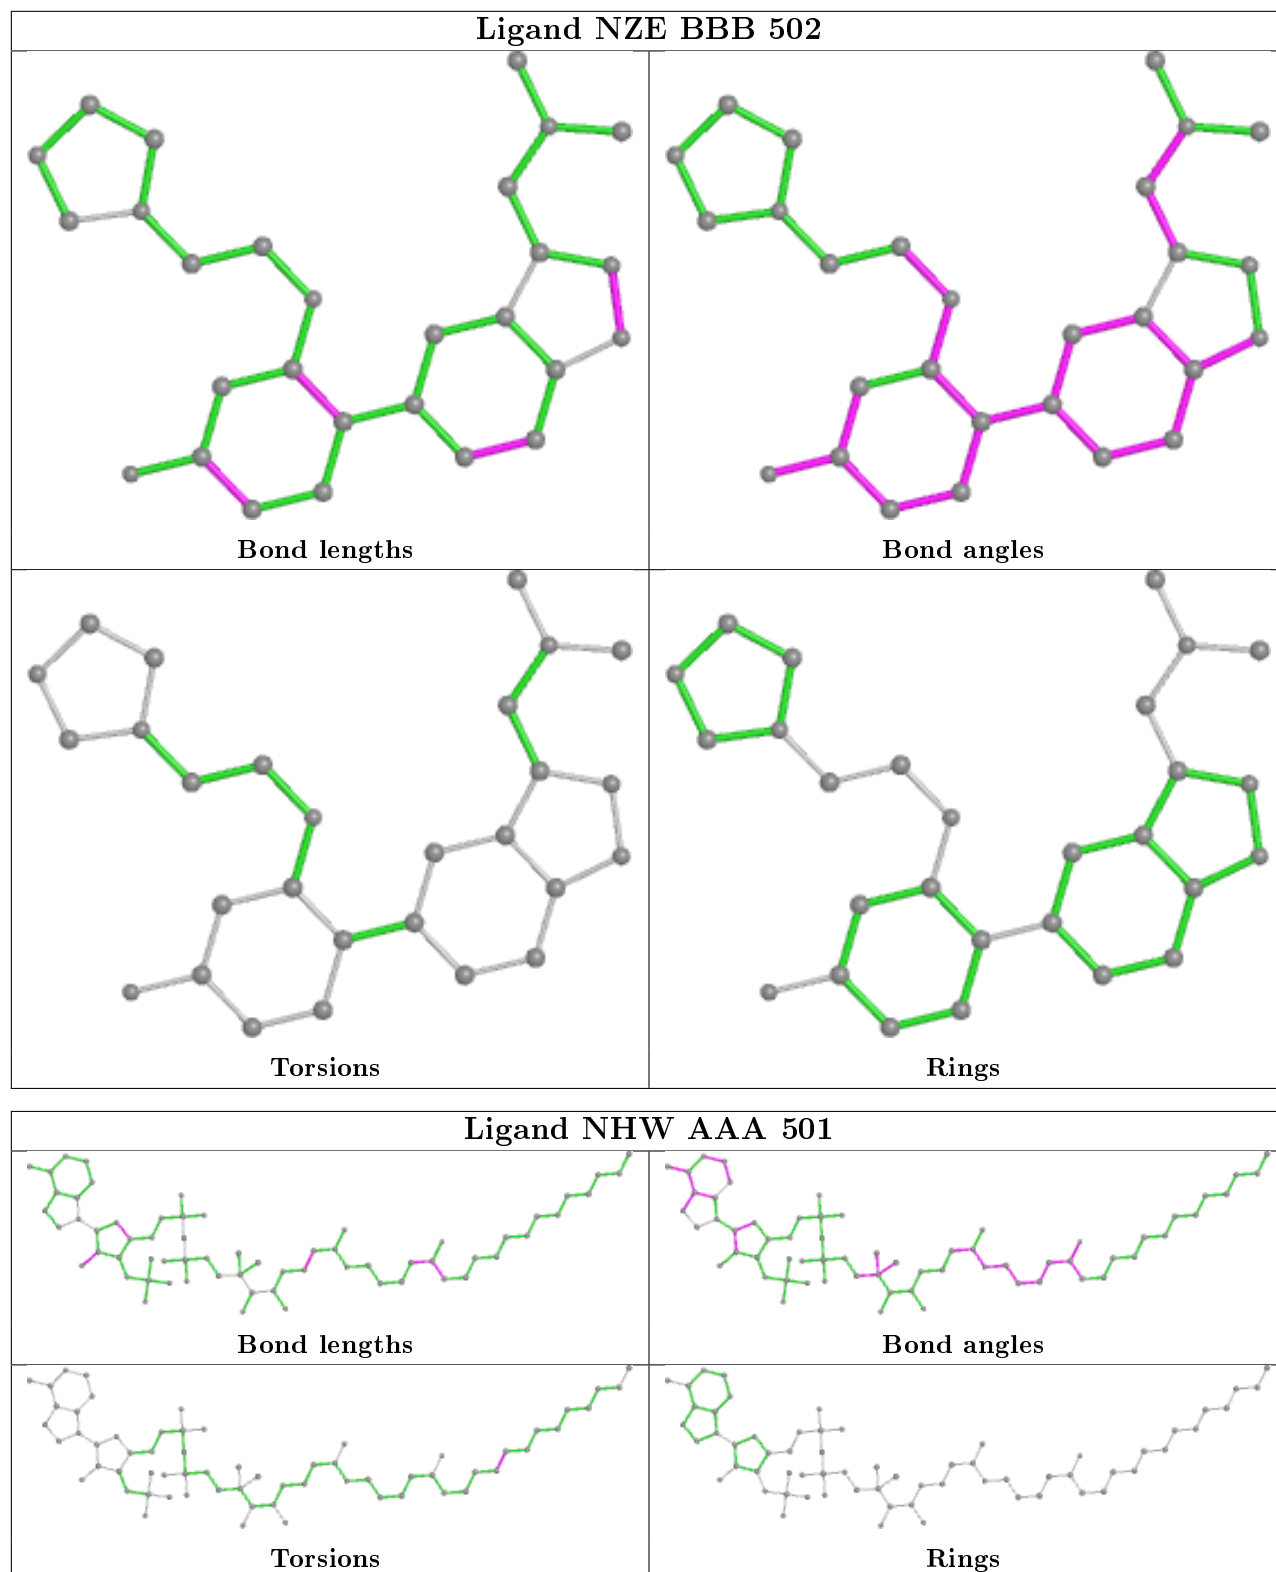 Ligand NZE BBB 502
Bond lengths
Bond angles
Torsions
Rings
Ligand NHW AAA 501
Bond lengths
Bond angles
Torsions
Rings